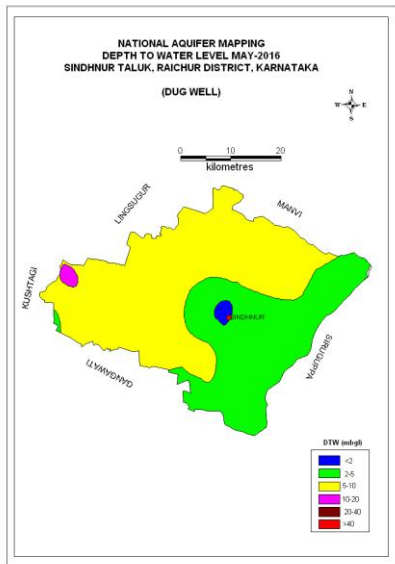 NATIONAL AQUIFER MAPPING
DEPTH TO WATER LEVEL MAY-2016
SINDHNUR TALUK, RAICHUR DISTRICT, KARNATAKA
(DUG WELL)
N
W E
S
0 10 20
kilometres
LINGSUGUR
MANVI
KUSHTAGI
SINDHNUR
SIRUGUPPA
GANGAWATI
DTW (mbgl)
<2
2-5
5-10
10-20
20-40
>40